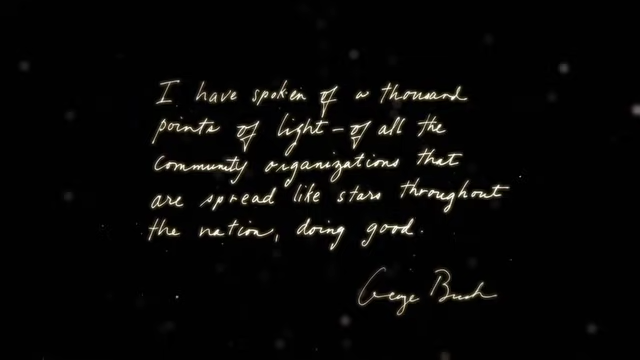 I have spoken of a thousand
points of light – of all the
community organizations that
are spread like stars throughout
the nation, doing good.
George Bush